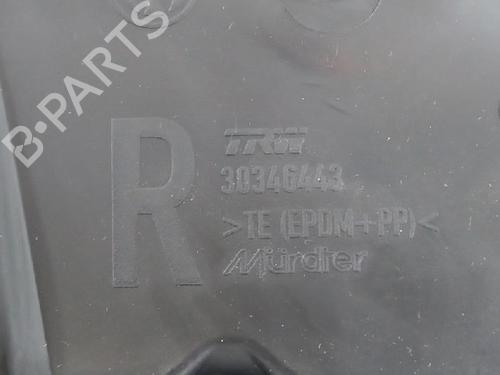 B-PARTS
R
TRW
30346443
>TE (EPDM+PP)<
Mürdter